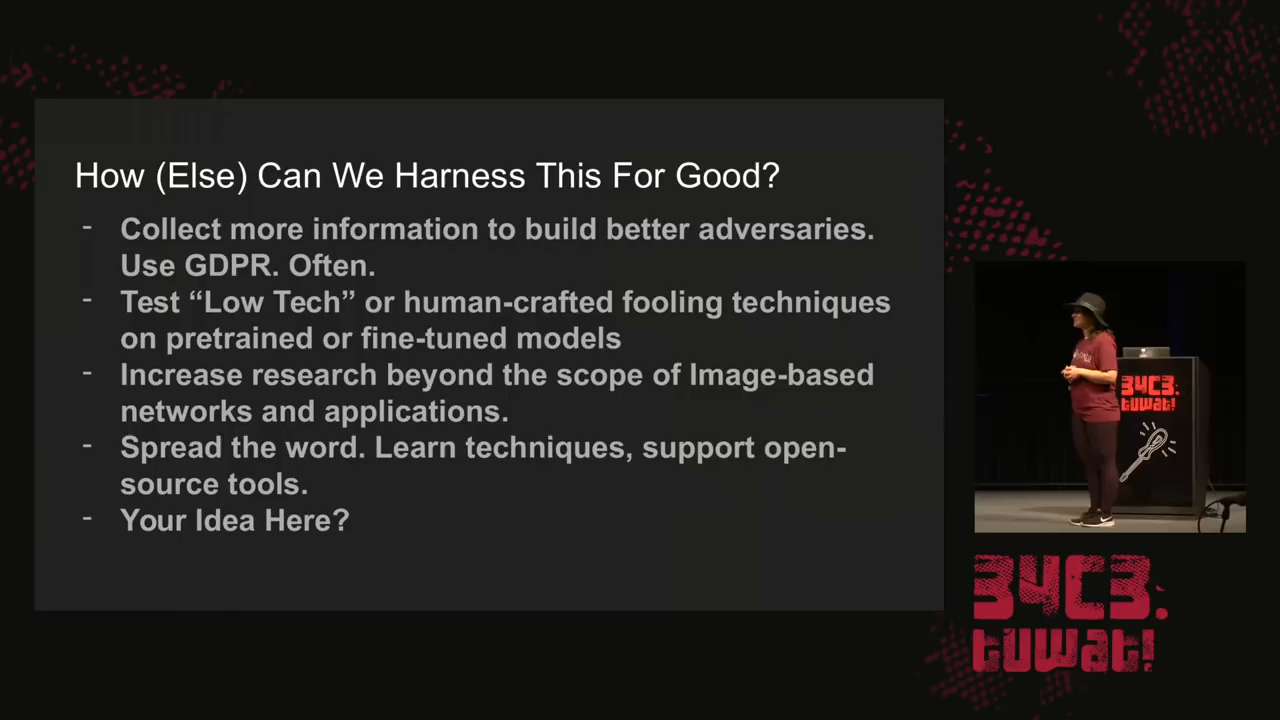 How (Else) Can We Harness This For Good?
- Collect more information to build better adversaries.
Use GDPR. Often.
- Test “Low Tech” or human-crafted fooling techniques
on pretrained or fine-tuned models
- Increase research beyond the scope of Image-based
networks and applications.
- Spread the word. Learn techniques, support open-
source tools.
- Your Idea Here?
34C3.
tuwat!
34C3.
tuwat!